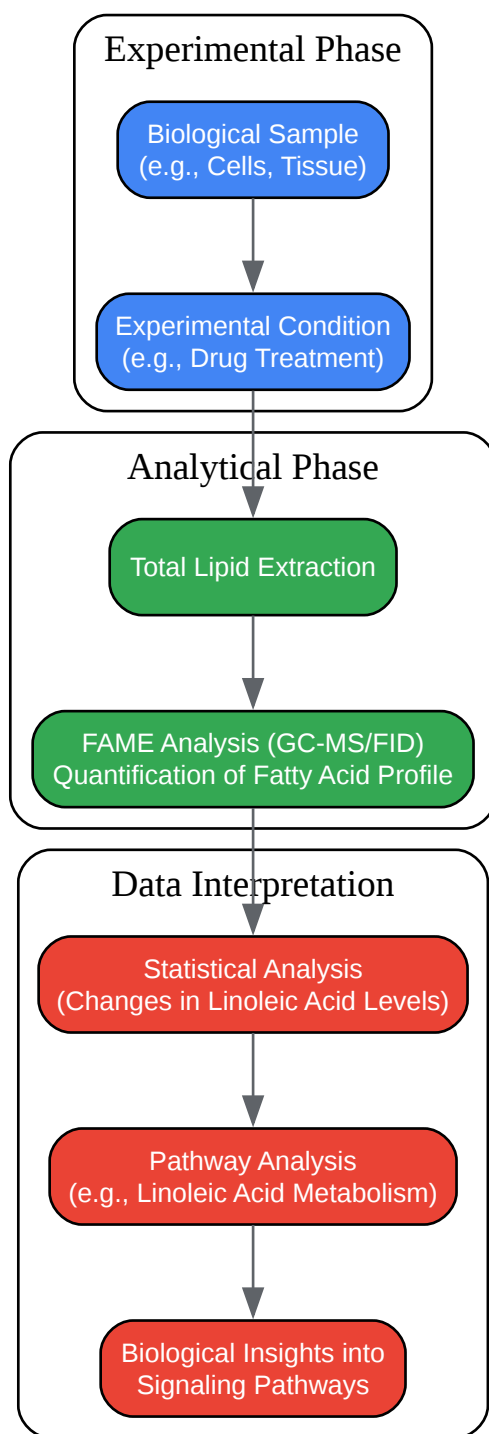 Experimental Phase
Biological Sample
(e.g., Cells, Tissue)
Experimental Condition
(e.g., Drug Treatment)
Analytical Phase
Total Lipid Extraction
FAME Analysis (GC-MS/FID)
Quantification of Fatty Acid Profile
Data Interpretation
Statistical Analysis
(Changes in Linoleic Acid Levels)
Pathway Analysis
(e.g., Linoleic Acid Metabolism)
Biological Insights into
Signaling Pathways